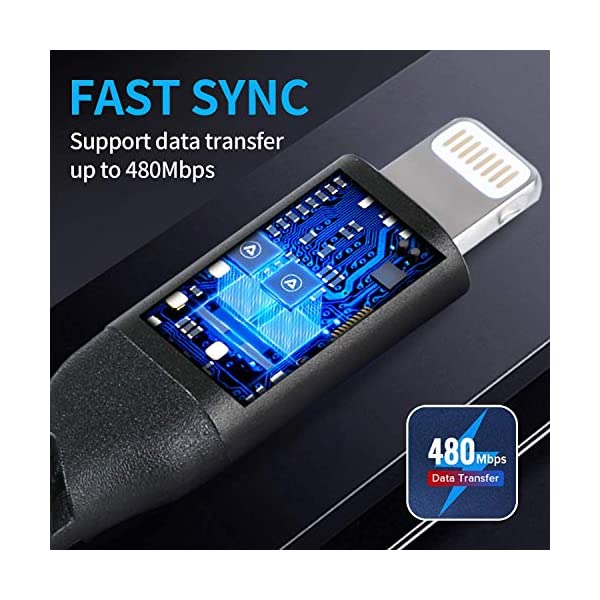 FAST SYNC
Support data transfer
up to 480Mbps
480Mbps
Data Transfer